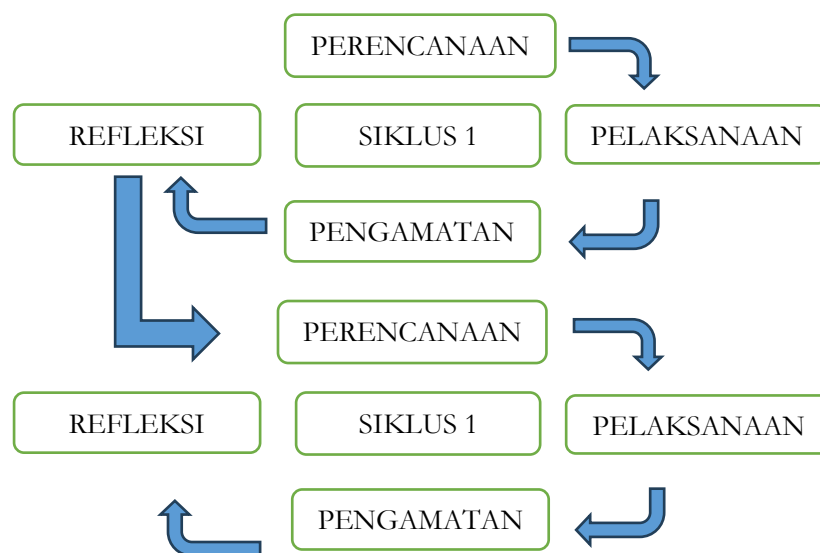 PERENCANAAN
REFLEKSI
SIKLUS 1
PELAKSANAAN
PENGAMATAN
PERENCANAAN
REFLEKSI
SIKLUS 1
PELAKSANAAN
PENGAMATAN